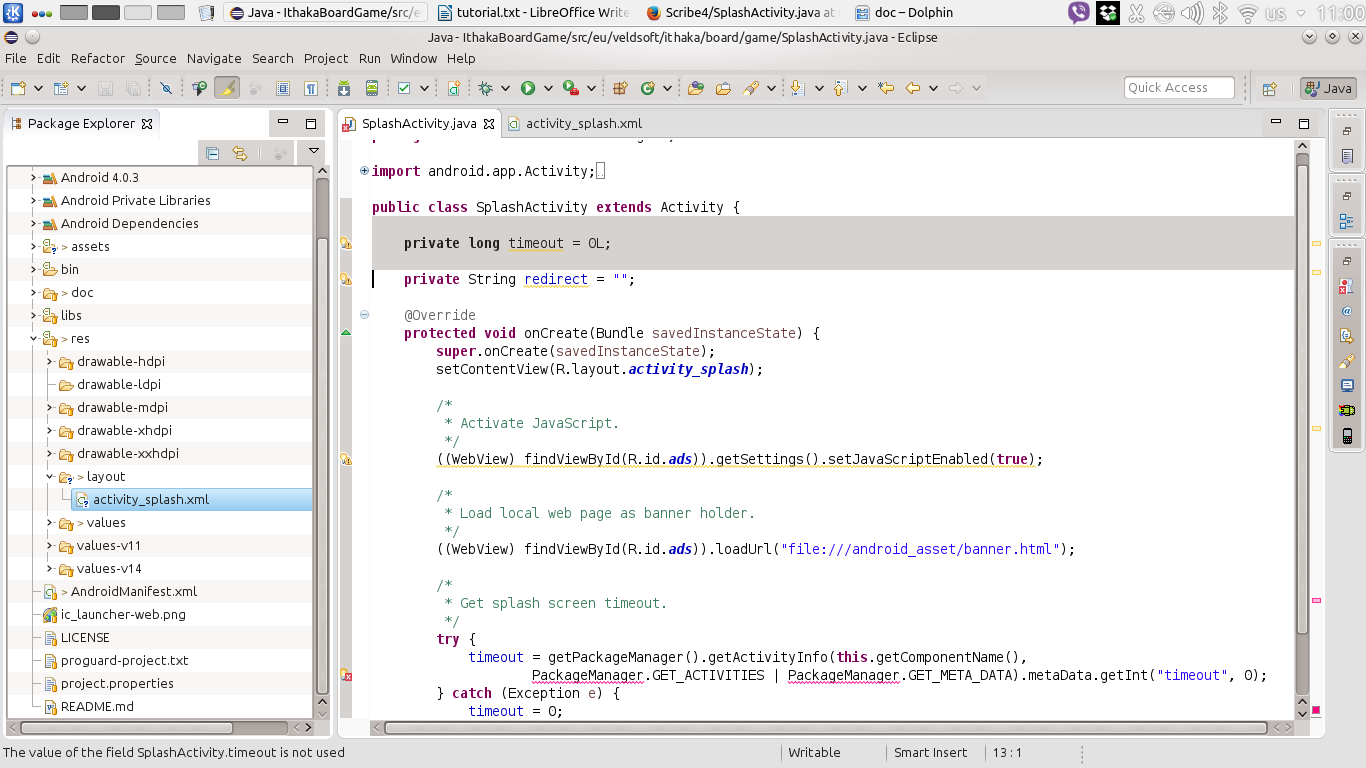 Java - IthakaBoardGame/src/e
tutorial.txt - LibreOffice Write
Scribe4/SplashActivity.java at
doc – Dolphin
us
11:00
Java - IthakaBoardGame/src/eu/veldsoft/ithaka/board/game/SplashActivity.java - Eclipse
File Edit Refactor Source Navigate Search Project Run Window Help
Quick Access
Java
Package Explorer
SplashActivity.java
activity_splash.xml
Android 4.0.3
Android Private Libraries
Android Dependencies
> assets
bin
> doc
libs
> res
drawable-hdpi
drawable-ldpi
drawable-mdpi
drawable-xhdpi
drawable-xxhdpi
> layout
activity_splash.xml
> values
values-v11
values-v14
> AndroidManifest.xml
ic_launcher-web.png
LICENSE
proguard-project.txt
project.properties
README.md
import android.app.Activity;
public class SplashActivity extends Activity {
private long timeout = 0L;
private String redirect = "";
@Override
protected void onCreate(Bundle savedInstanceState) {
super.onCreate(savedInstanceState);
setContentView(R.layout.activity_splash);
/*
* Activate JavaScript.
*/
((WebView) findViewById(R.id.ads)).getSettings().setJavaScriptEnabled(true);
/*
* Load local web page as banner holder.
*/
((WebView) findViewById(R.id.ads)).loadUrl("file:///android_asset/banner.html");
/*
* Get splash screen timeout.
*/
try {
timeout = getPackageManager().getActivityInfo(this.getComponentName(),
PackageManager.GET_ACTIVITIES | PackageManager.GET_META_DATA).metaData.getInt("timeout", 0);
} catch (Exception e) {
timeout = 0;
The value of the field SplashActivity.timeout is not used
Writable
Smart Insert
13 : 1